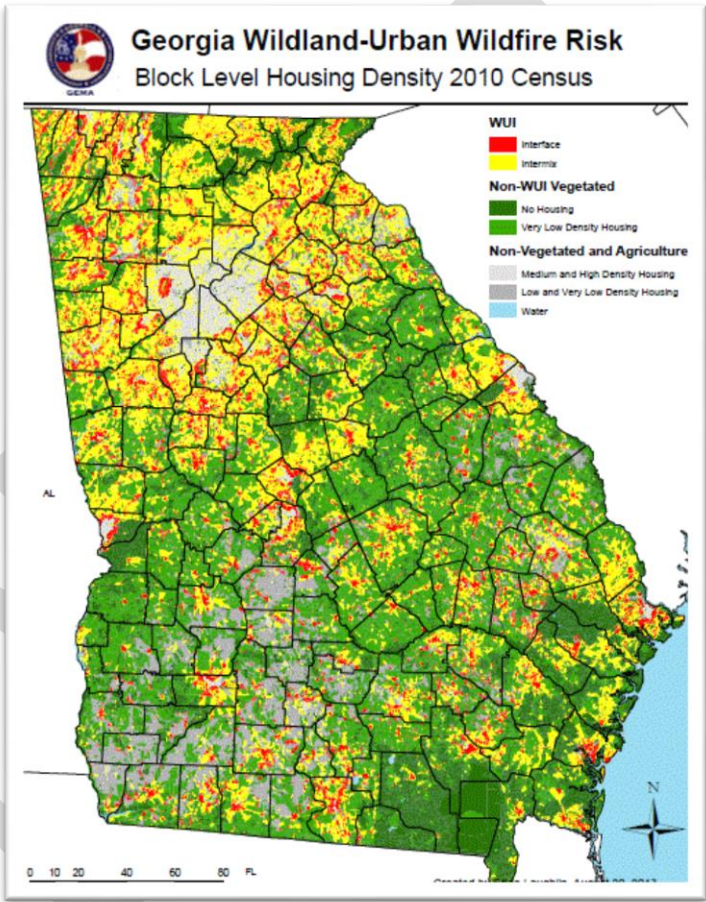 GEMA
Georgia Wildland-Urban Wildfire Risk
Block Level Housing Density 2010 Census
WUI
Interface
Intermix
Non-WUI Vegetated
No Housing
Very Low Density Housing
Non-Vegetated and Agriculture
Medium and High Density Housing
Low and Very Low Density Housing
Water
AL
N
0 10 20 40 60 80 FL
Created by